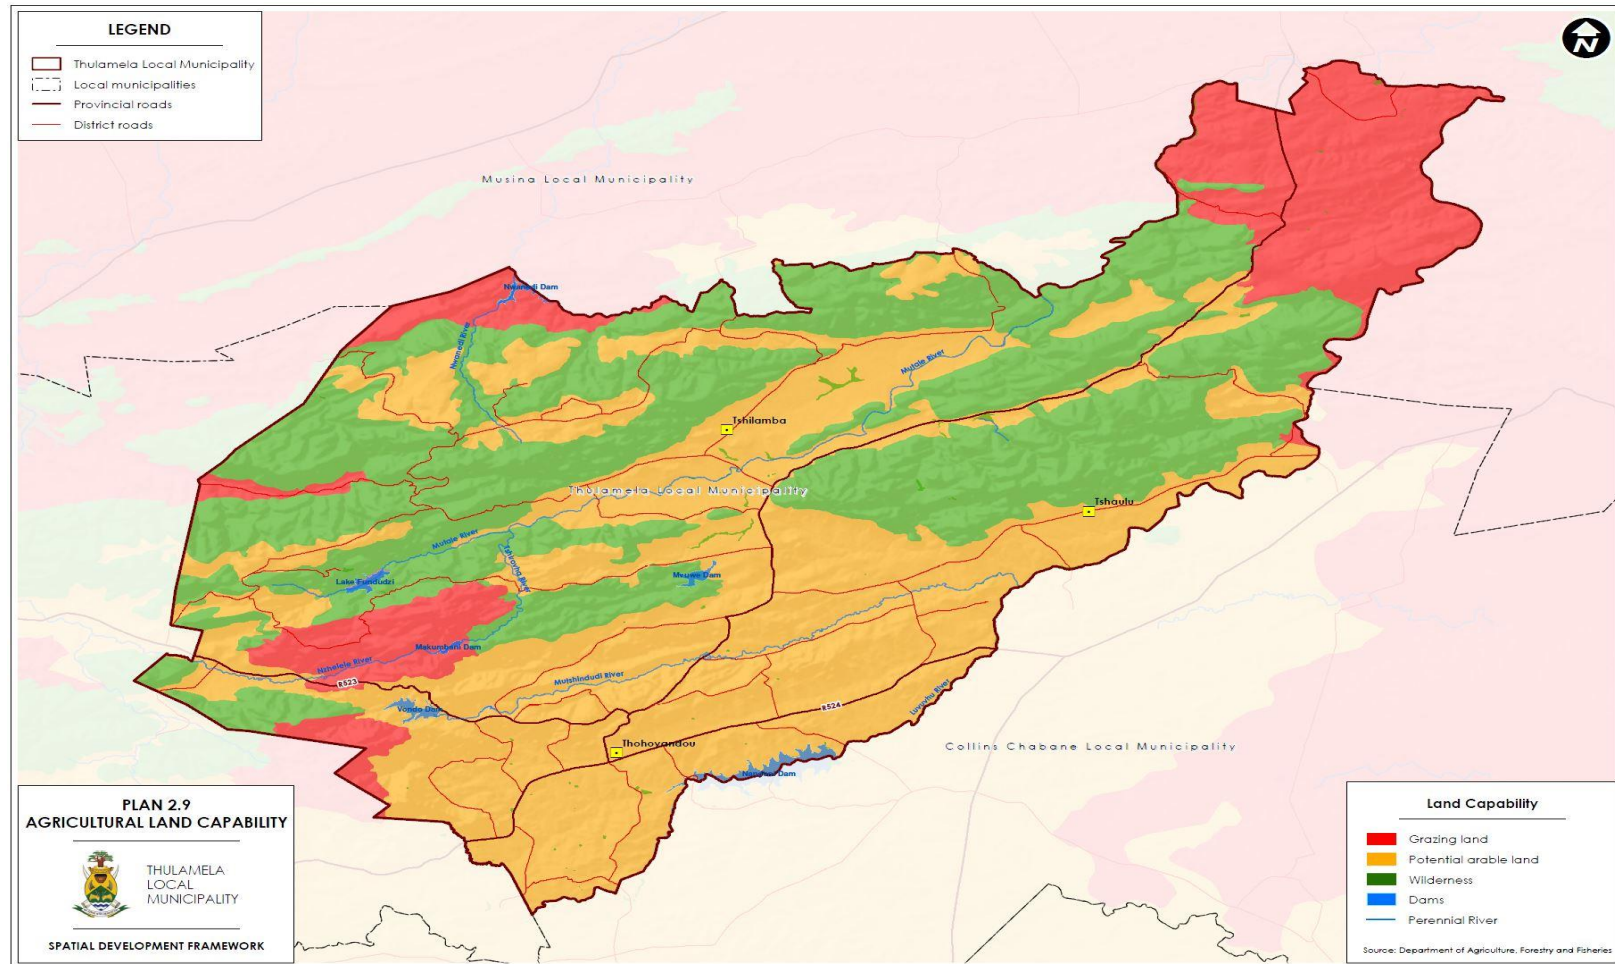 LEGEND
Thulamela Local Municipality
Local municipalities
Provincial roads
District roads
N
Musina Local Municipality
Nwanedi Dam
Nwanedi River
Mutale River
Tshilamba
Thulamela Local Municipality
Tshaulu
Mutale River
Tshirovha River
Lake Fundudzi
Mvuwe Dam
Makumbani Dam
Nzhelele River
R523
Mutshindudi River
Vondo Dam
R524
Luvuvhu River
Thohoyandou
Collins Chabane Local Municipality
Nandoni Dam
PLAN 2.9
AGRICULTURAL LAND CAPABILITY
THULAMELA
LOCAL
MUNICIPALITY
SPATIAL DEVELOPMENT FRAMEWORK
Land Capability
Grazing land
Potential arable land
Wilderness
Dams
Perennial River
Source: Department of Agriculture, Forestry and Fisheries